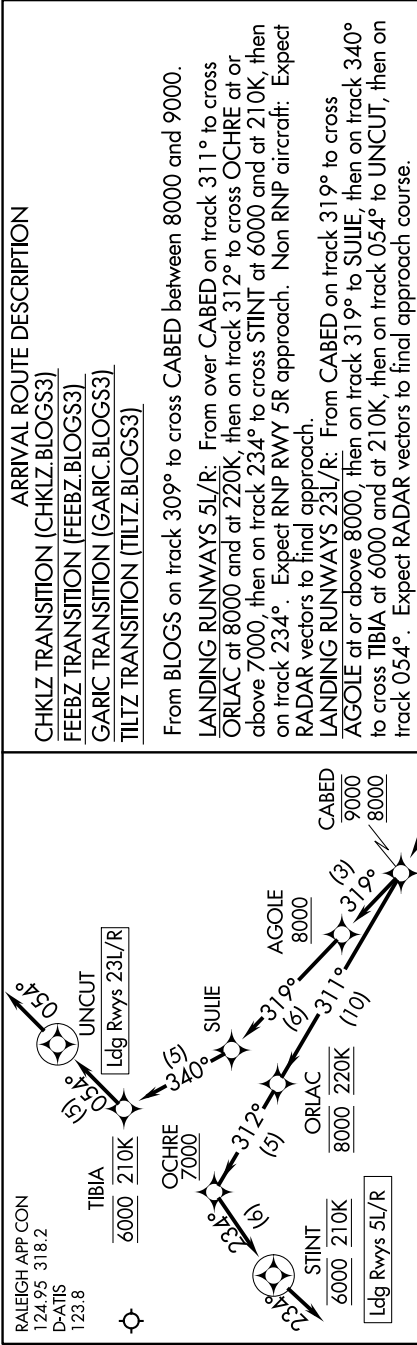 ARRIVAL ROUTE DESCRIPTION
CHKLZ TRANSITION (CHKLZ.BLOGS3)
FEEBZ TRANSITION (FEEBZ.BLOGS3)
GARIC TRANSITION (GARIC.BLOGS3)
TILTZ TRANSITION (TILTZ.BLOGS3)
From BLOGS on track 309° to cross CABED between 8000 and 9000.
LANDING RUNWAYS 5L/R: From over CABED on track 311° to cross
ORLAC at 8000 and at 220K, then on track 312° to cross OCHRE at or
above 7000, then on track 234° to cross STINT at 6000 and at 210K, then
on track 234°. Expect RNP RWY 5R approach. Non RNP aircraft: Expect
RADAR vectors to final approach.
LANDING RUNWAYS 23L/R: From CABED on track 319° to cross
AGOLE at or above 8000, then on track 319° to SULIE, then on track 340°
to cross TIBIA at 6000 and at 210K, then on track 054° to UNCUT, then on
track 054°. Expect RADAR vectors to final approach course.
RALEIGH APP CON
124.95 318.2
D-ATIS
123.8
054°
UNCUT
Ldg Rwys 23L/R
054°
(5)
TIBIA
6000 210K
(5)
340°
SULIE
319°
(6)
AGOLE
8000
(3)
319°
CABED
9000
8000
311°
(10)
ORLAC
8000 220K
312°
(5)
OCHRE
7000
234°
(6)
STINT
6000 210K
Ldg Rwys 5L/R
234°